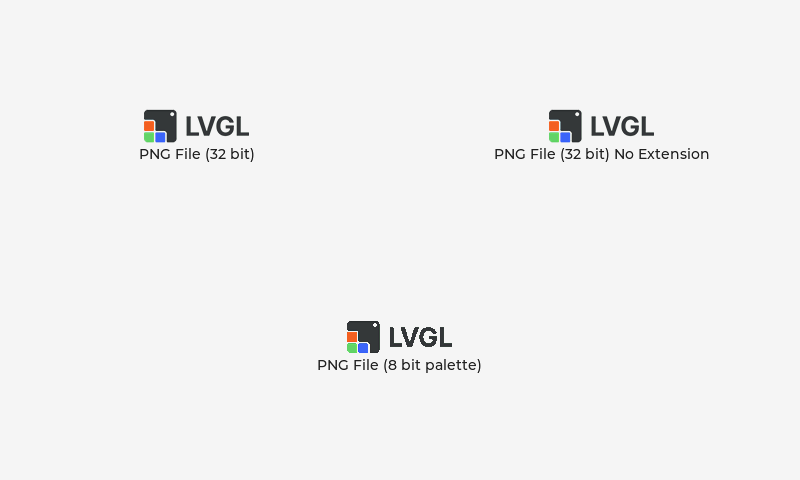 LVGL
PNG File (32 bit)
LVGL
PNG File (32 bit) No Extension
LVGL
PNG File (8 bit palette)